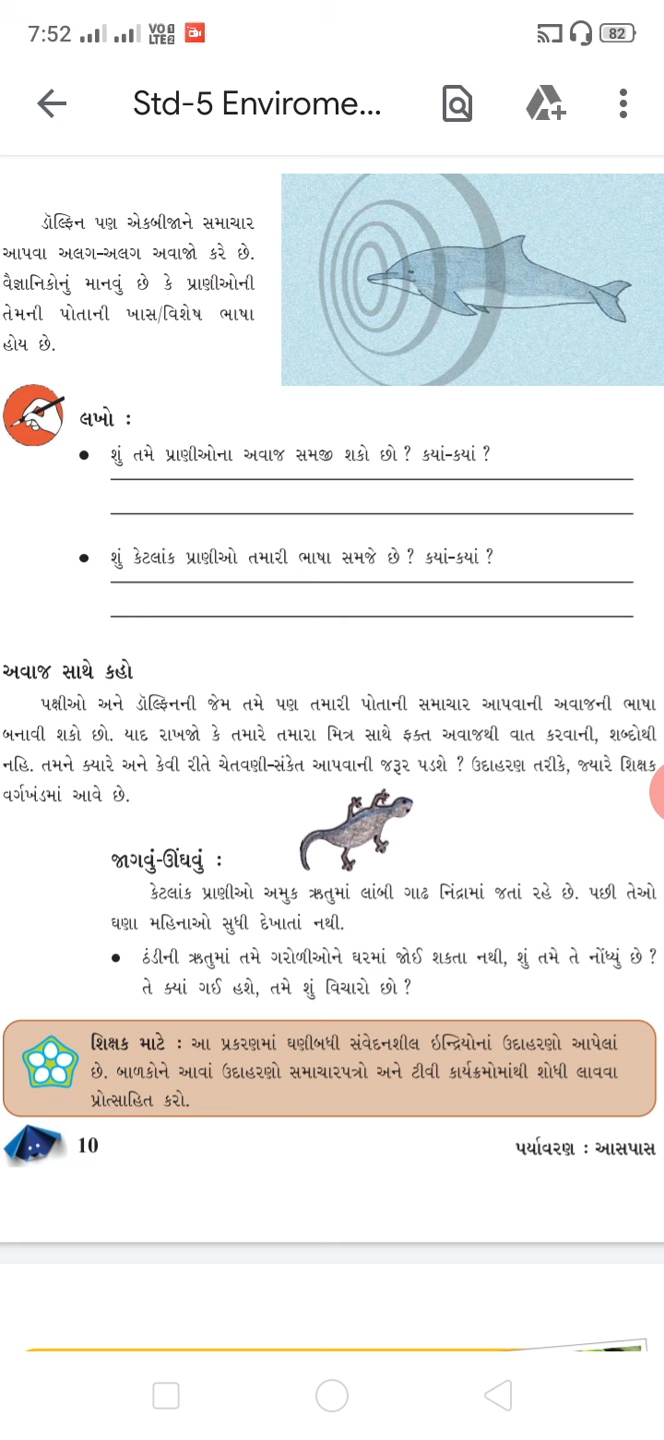 7:52
VO LTE 2
82
Std-5 Envirome...
ડૉલ્ફિન પણ એકબીજાને સમાચાર
આપવા અલગ-અલગ અવાજો કરે છે.
વૈજ્ઞાનિકોનું માનવું છે કે પ્રાણીઓની
તેમની પોતાની ખાસ/વિશેષ ભાષા
હોય છે.
લખો :
• શું તમે પ્રાણીઓના અવાજ સમજી શકો છો ? કયાં-કયાં ?
• શું કેટલાંક પ્રાણીઓ તમારી ભાષા સમજે છે ? કયાં-કયાં ?
અવાજ સાથે કહો
પક્ષીઓ અને ડૉલ્ફિનની જેમ તમે પણ તમારી પોતાની સમાચાર આપવાની અવાજની ભાષા
બનાવી શકો છો. યાદ રાખજો કે તમારે તમારા મિત્ર સાથે ફક્ત અવાજથી વાત કરવાની, શબ્દોથી
નહિ. તમને ક્યારે અને કેવી રીતે ચેતવણી-સંકેત આપવાની જરૂર પડશે ? ઉદાહરણ તરીકે, જ્યારે શિક્ષક
વર્ગખંડમાં આવે છે.
જાગવું-ઊંઘવું :
કેટલાંક પ્રાણીઓ અમુક ઋતુમાં લાંબી ગાઢ નિંદ્રામાં જતાં રહે છે. પછી તેઓ
ઘણા મહિનાઓ સુધી દેખાતાં નથી.
• ઠંડીની ઋતુમાં તમે ગરોળીઓને ઘરમાં જોઈ શકતા નથી, શું તમે તે નોંધ્યું છે ?
તે ક્યાં ગઈ હશે, તમે શું વિચારો છો ?
શિક્ષક માટે : આ પ્રકરણમાં ઘણીબધી સંવેદનશીલ ઇન્દ્રિયોનાં ઉદાહરણો આપેલાં
છે. બાળકોને આવાં ઉદાહરણો સમાચારપત્રો અને ટીવી કાર્યક્રમોમાંથી શોધી લાવવા
પ્રોત્સાહિત કરો.
10
પર્યાવરણ : આસપાસ